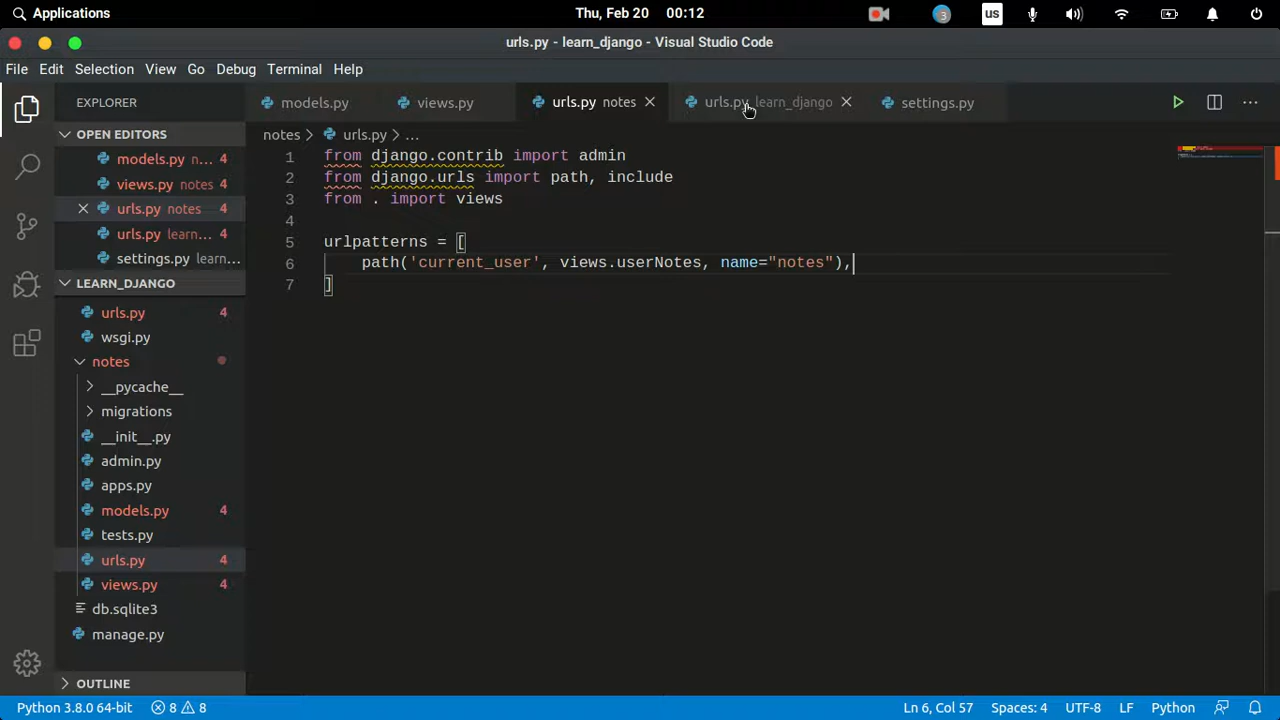 Applications
Thu, Feb 20 00:12
3
us
urls.py - learn_django - Visual Studio Code
File Edit Selection View Go Debug Terminal Help
EXPLORER
models.py
views.py
urls.py notes
urls.py learn_django
settings.py
OPEN EDITORS
models.py n... 4
views.py notes 4
urls.py notes 4
urls.py learn... 4
settings.py learn...
LEARN_DJANGO
urls.py 4
wsgi.py
notes
__pycache__
migrations
__init__.py
admin.py
apps.py
models.py 4
tests.py
urls.py 4
views.py 4
db.sqlite3
manage.py
OUTLINE
notes > urls.py > ...
1 from django.contrib import admin
2 from django.urls import path, include
3 from . import views
4
5 urlpatterns = [
6 path('current_user', views.userNotes, name="notes"),
7 ]
Python 3.8.0 64-bit 8 8 Ln 6, Col 57 Spaces: 4 UTF-8 LF Python